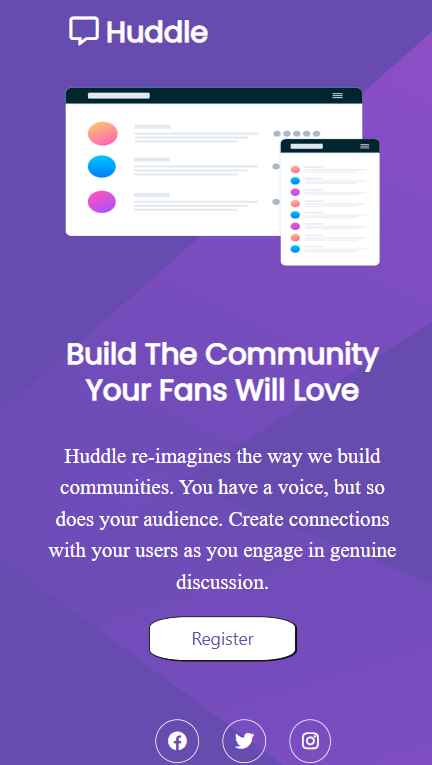 Huddle
Build The Community
Your Fans Will Love
Huddle re-imagines the way we build
communities. You have a voice, but so
does your audience. Create connections
with your users as you engage in genuine
discussion.
Register